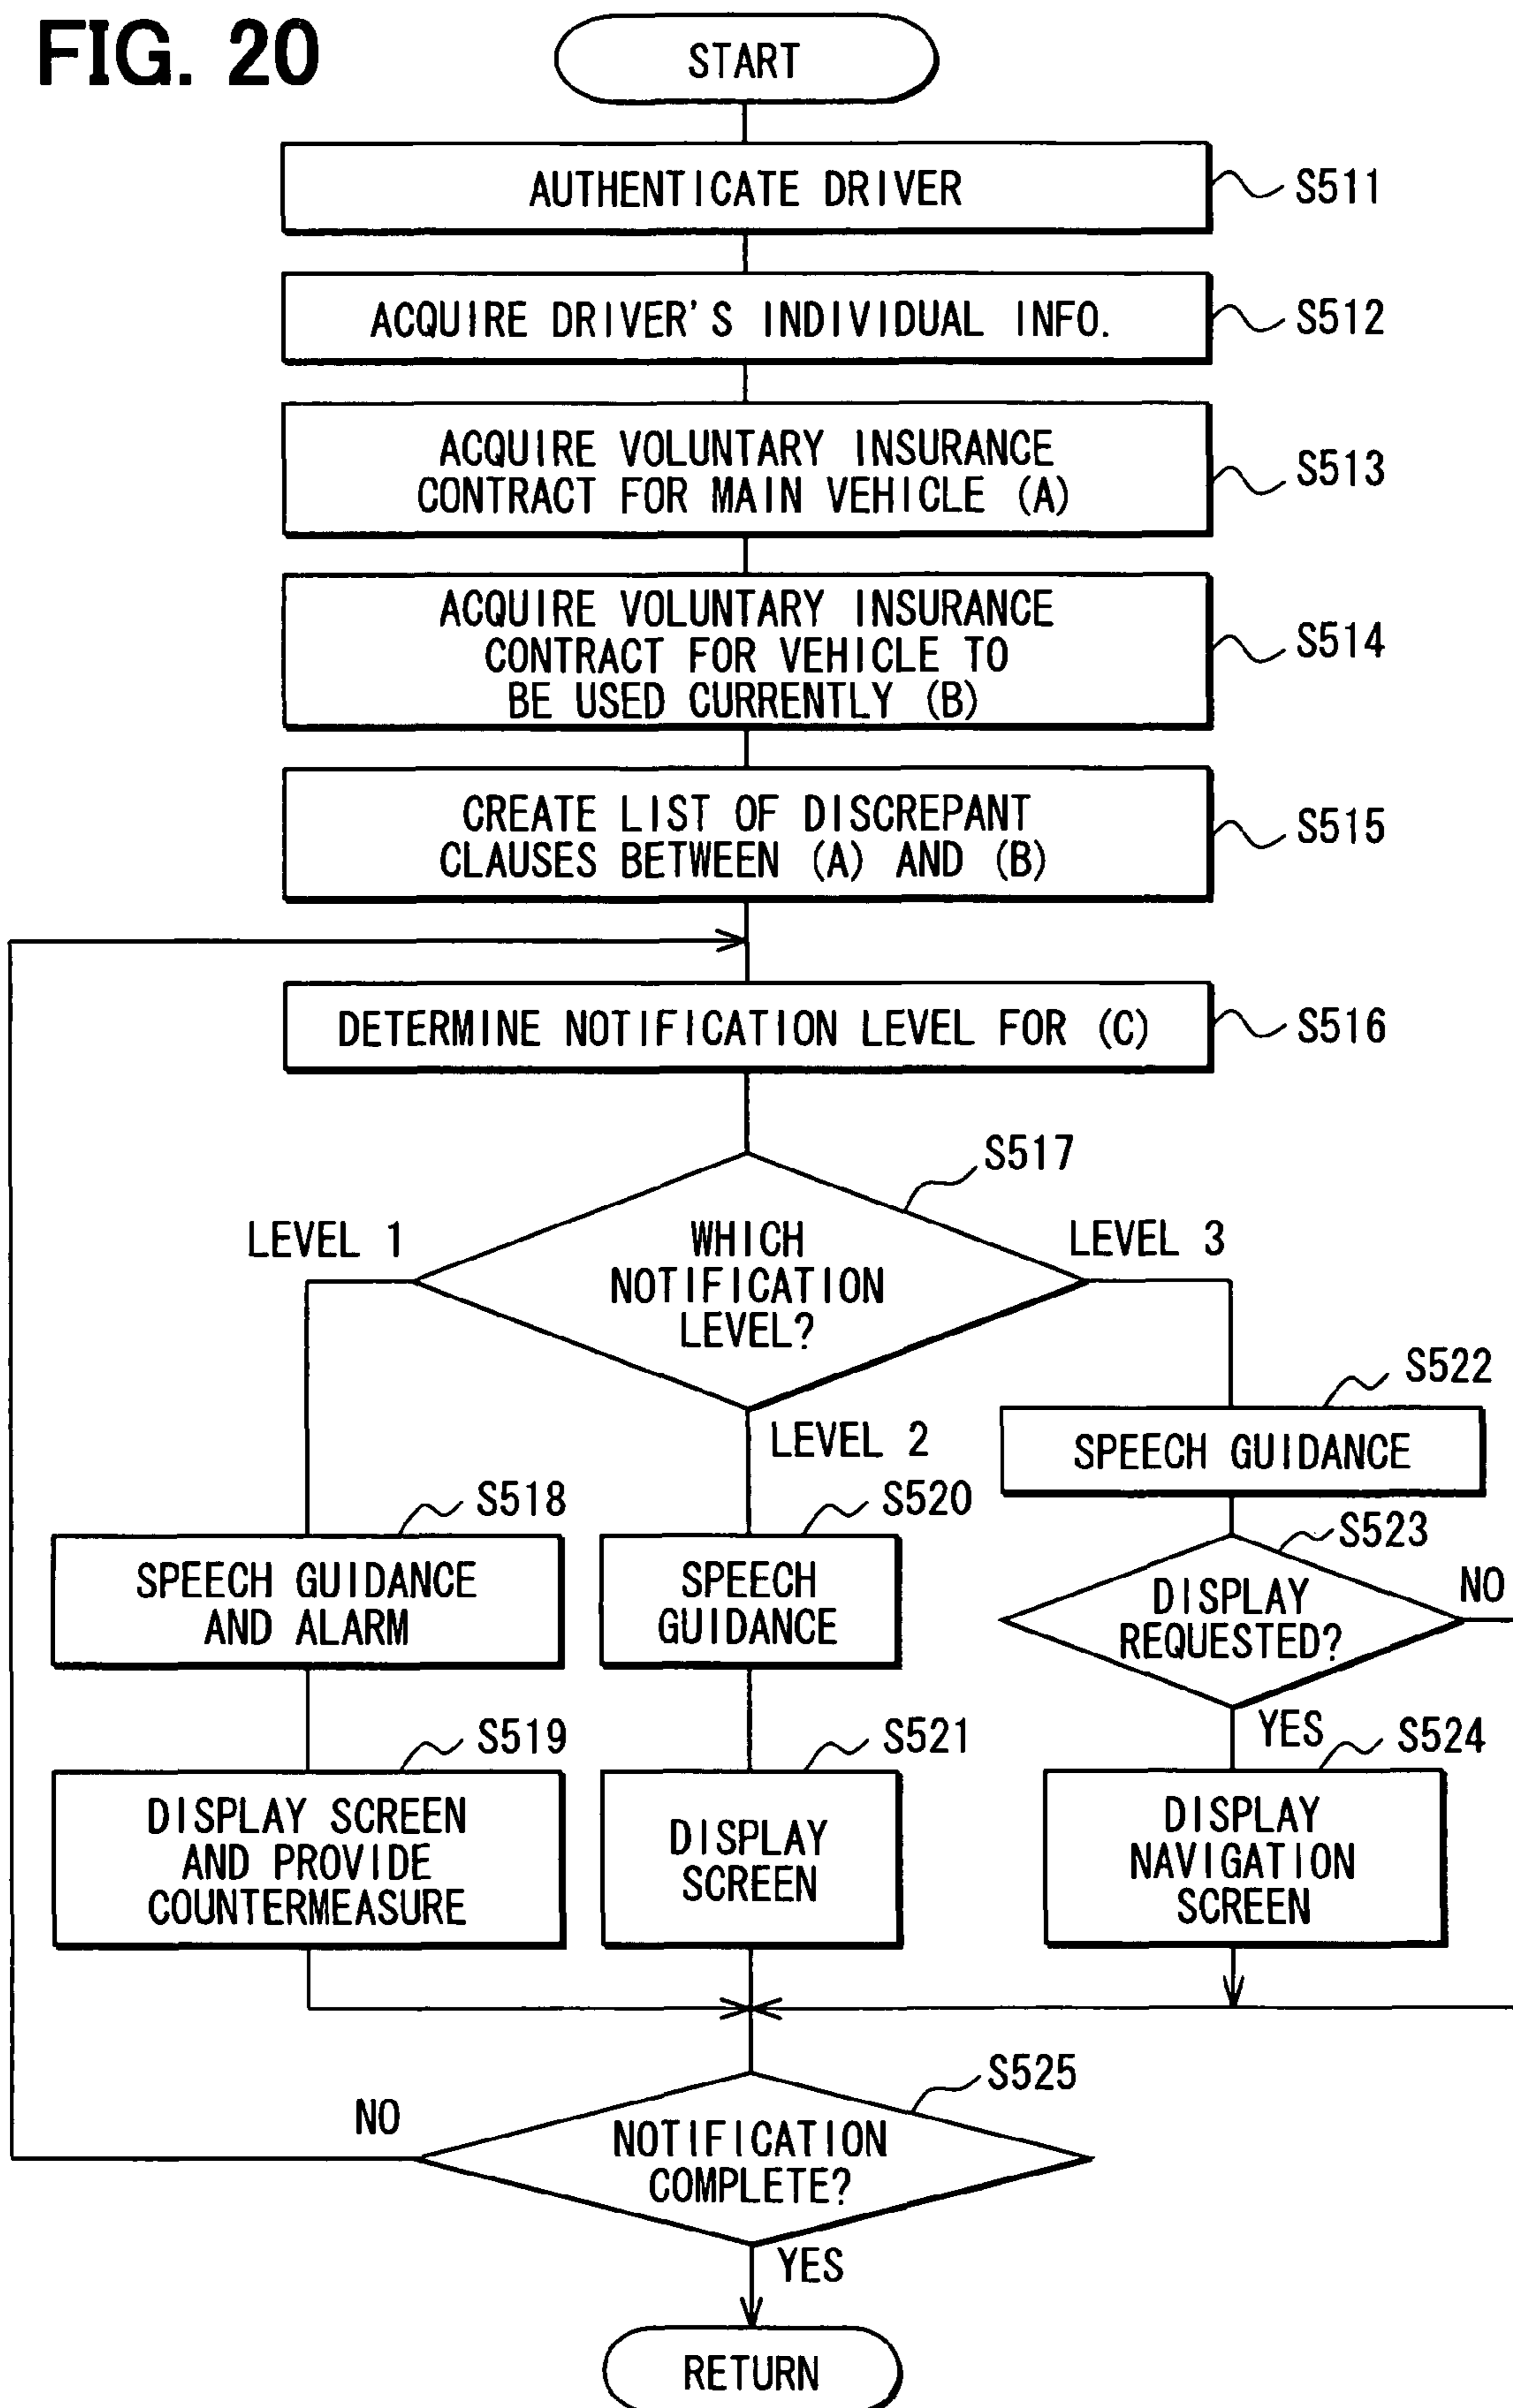 FIG. 20
START
AUTHENTICATE DRIVER
S511
ACQUIRE DRIVER'S INDIVIDUAL INFO.
S512
ACQUIRE VOLUNTARY INSURANCE
CONTRACT FOR MAIN VEHICLE (A)
S513
ACQUIRE VOLUNTARY INSURANCE
CONTRACT FOR VEHICLE TO
BE USED CURRENTLY (B)
S514
CREATE LIST OF DISCREPANT
CLAUSES BETWEEN (A) AND (B)
S515
DETERMINE NOTIFICATION LEVEL FOR (C)
S516
S517
WHICH
NOTIFICATION
LEVEL?
LEVEL 1
LEVEL 3
LEVEL 2
S518
SPEECH GUIDANCE
AND ALARM
S519
DISPLAY SCREEN
AND PROVIDE
COUNTERMEASURE
S520
SPEECH
GUIDANCE
S521
DISPLAY
SCREEN
S522
SPEECH GUIDANCE
S523
DISPLAY
REQUESTED?
NO
YES
S524
DISPLAY
NAVIGATION
SCREEN
S525
NOTIFICATION
COMPLETE?
NO
YES
RETURN